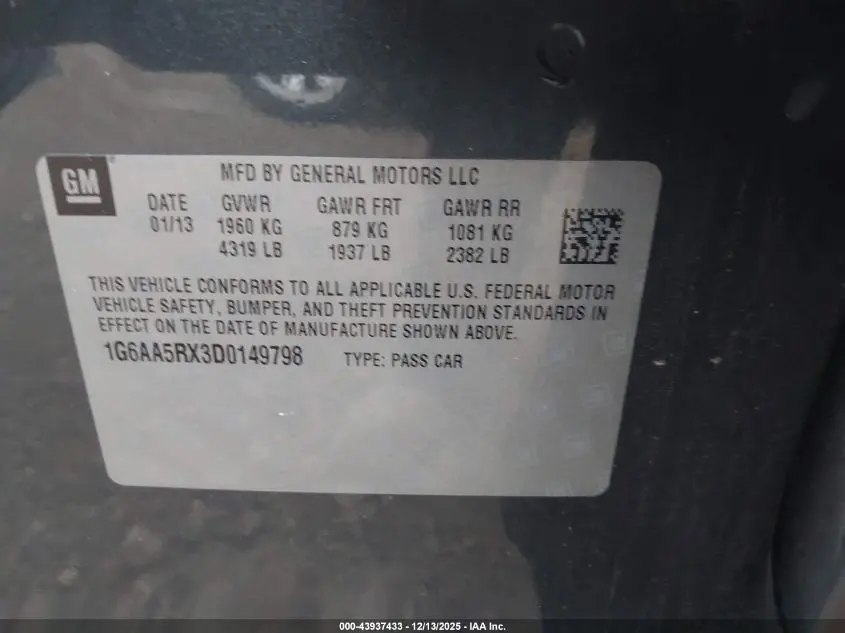 GM
MFD BY GENERAL MOTORS LLC
DATE GVWR GAWR FRT GAWR RR
01/13 1960 KG 879 KG 1081 KG
4319 LB 1937 LB 2382 LB
THIS VEHICLE CONFORMS TO ALL APPLICABLE U.S. FEDERAL MOTOR
VEHICLE SAFETY, BUMPER, AND THEFT PREVENTION STANDARDS IN
EFFECT ON THE DATE OF MANUFACTURE SHOWN ABOVE.
1G6AA5RX3D0149798 TYPE: PASS CAR
000-43937433 - 12/13/2025 - IAA Inc.